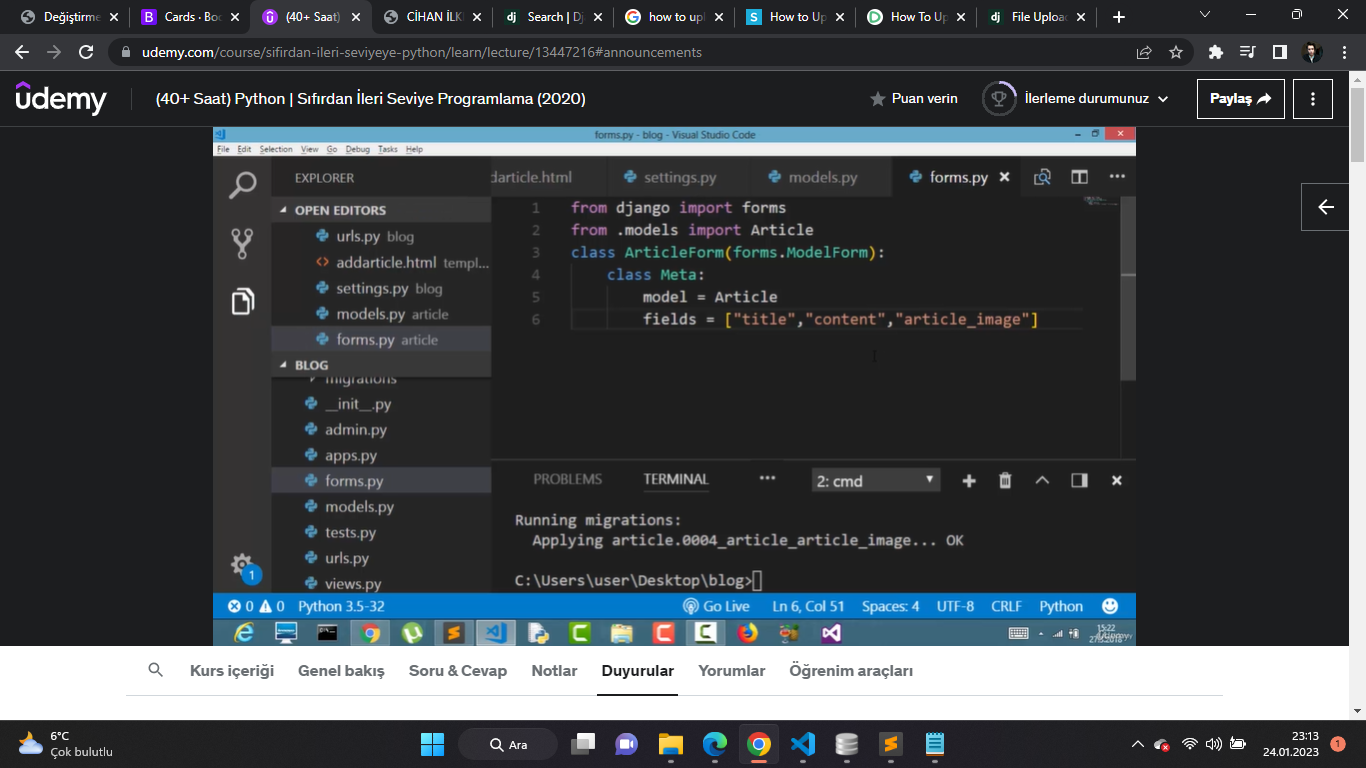 Değiştirme
Cards · Boo
(40+ Saat)
CİHAN İLK
Search | Dj
how to upl
How to Up
How To Up
File Uploa
udemy.com/course/sifirdan-ileri-seviyeye-python/learn/lecture/13447216#announcements
udemy
(40+ Saat) Python | Sıfırdan İleri Seviye Programlama (2020)
Puan verin
İlerleme durumunuz
Paylaş
forms.py - blog - Visual Studio Code
File Edit Selection View Go Debug Tasks Help
EXPLORER
darticle.html
settings.py
models.py
forms.py
OPEN EDITORS
urls.py blog
addarticle.html templ...
settings.py blog
models.py article
forms.py article
BLOG
migrations
__init__.py
admin.py
apps.py
forms.py
models.py
tests.py
urls.py
views.py
1 from django import forms
2 from .models import Article
3 class ArticleForm(forms.ModelForm):
4 class Meta:
5 model = Article
6 fields = ["title","content","article_image"]
PROBLEMS TERMINAL ••• 2: cmd
Running migrations:
Applying article.0004_article_article_image... OK
C:\Users\user\Desktop\blog>
1
0 0 Python 3.5-32 Go Live Ln 6, Col 51 Spaces: 4 UTF-8 CRLF Python
15:22
Kurs içeriği
Genel bakış
Soru & Cevap
Notlar
Duyurular
Yorumlar
Öğrenim araçları
6°C
Çok bulutlu
Ara
23:13
24.01.2023
1